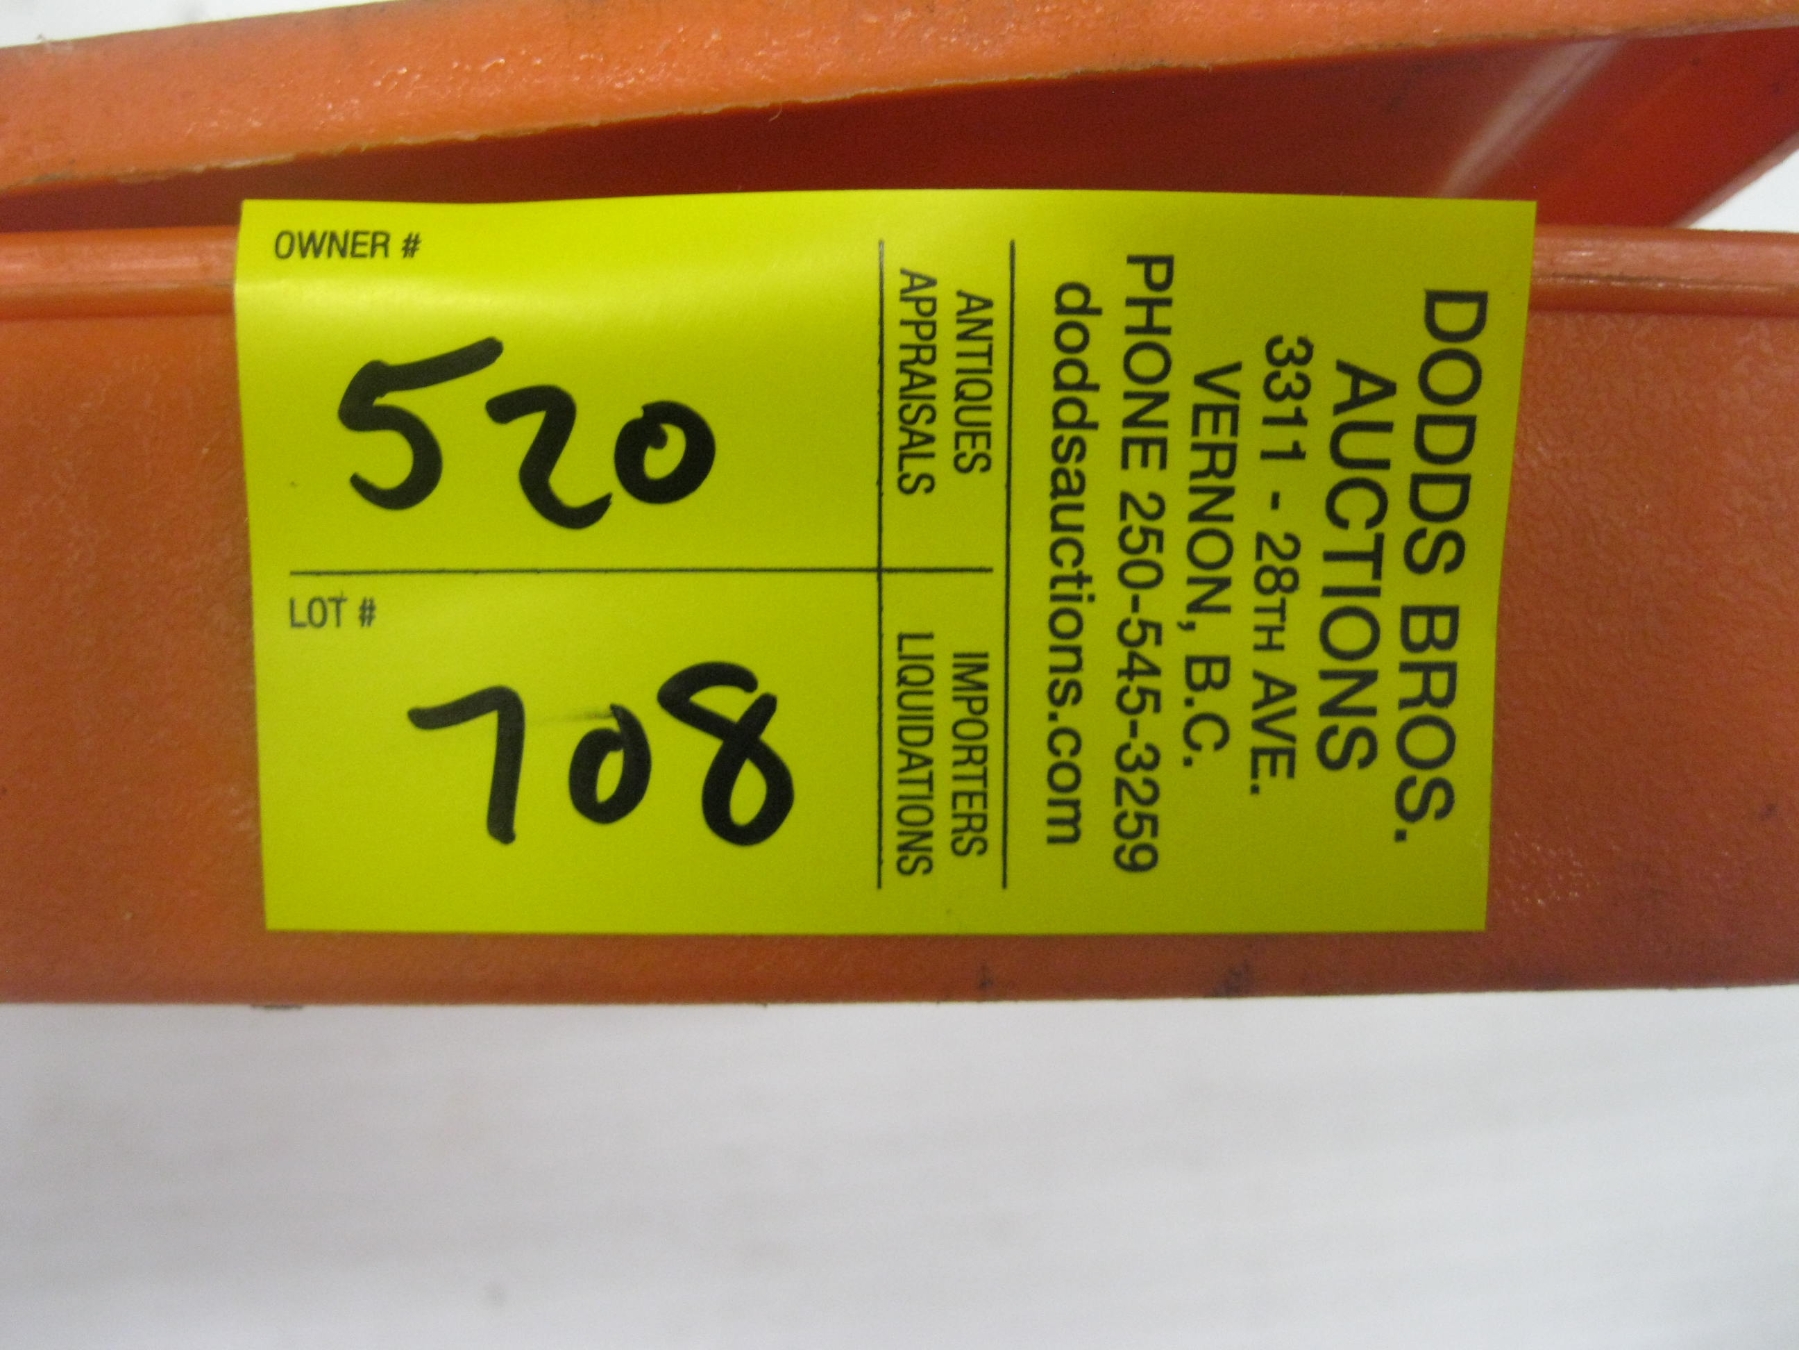 DODDS BROS.
AUCTIONS
3311 - 28TH AVE.
VERNON, B.C.
PHONE 250-545-3259
doddsauctions.com
ANTIQUES
APPRAISALS
IMPORTERS
LIQUIDATIONS
OWNER #
520
LOT #
708